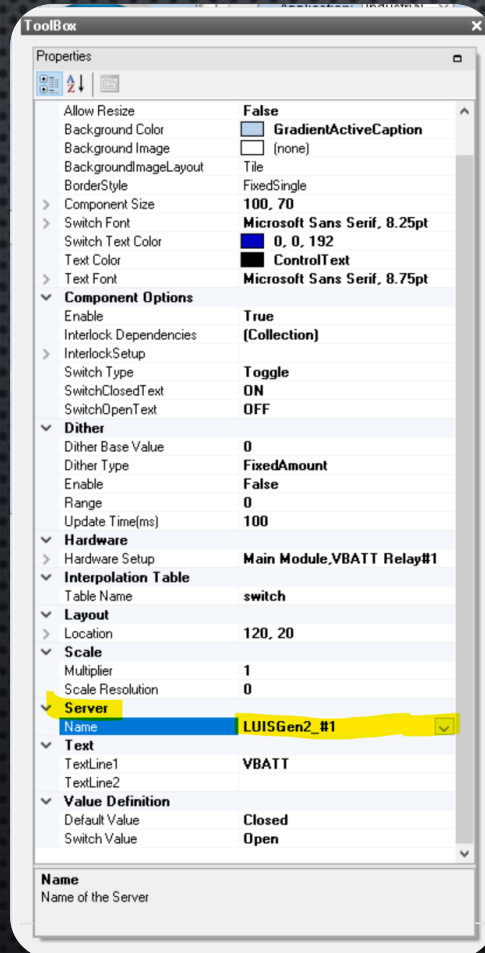 ToolBox
Properties
Allow Resize False
Background Color GradientActiveCaption
Background Image (none)
BackgroundImageLayout Tile
BorderStyle FixedSingle
Component Size 100, 70
Switch Font Microsoft Sans Serif, 8.25pt
Switch Text Color 0, 0, 192
Text Color ControlText
Text Font Microsoft Sans Serif, 8.75pt
Component Options
Enable True
Interlock Dependencies (Collection)
InterlockSetup
Switch Type Toggle
SwitchClosedText ON
SwitchOpenText OFF
Dither
Dither Base Value 0
Dither Type FixedAmount
Enable False
Range 0
Update Time(ms) 100
Hardware
Hardware Setup Main Module,VBATT Relay#1
Interpolation Table
Table Name switch
Layout
Location 120, 20
Scale
Multiplier 1
Scale Resolution 0
Server
Name LUISGen2_#1
Text
TextLine1 VBATT
TextLine2
Value Definition
Default Value Closed
Switch Value Open
Name
Name of the Server